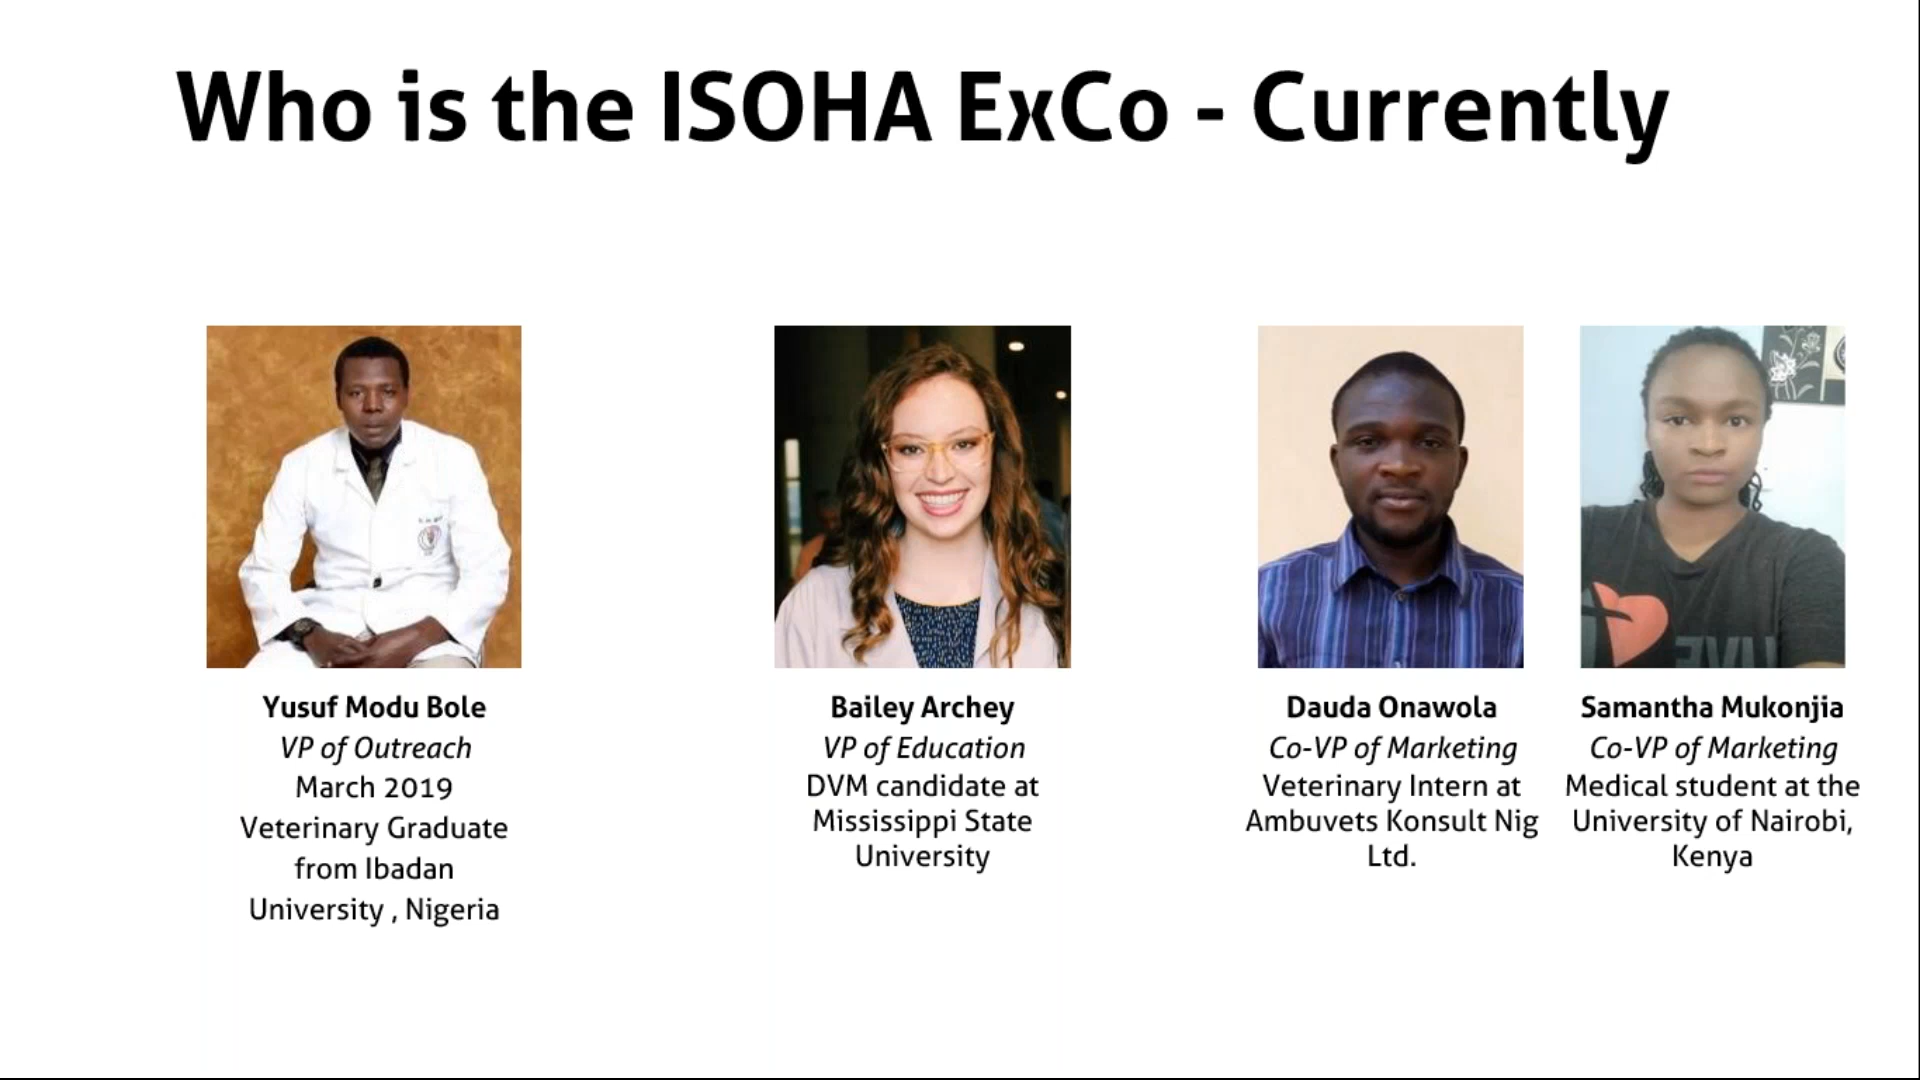 Who is the ISOHA ExCo - Currently
Yusuf Modu Bole
VP of Outreach
March 2019
Veterinary Graduate
from Ibadan
University , Nigeria
Bailey Archey
VP of Education
DVM candidate at
Mississippi State
University
Dauda Onawola
Co-VP of Marketing
Veterinary Intern at
Ambuvets Konsult Nig
Ltd.
Samantha Mukonjia
Co-VP of Marketing
Medical student at the
University of Nairobi,
Kenya